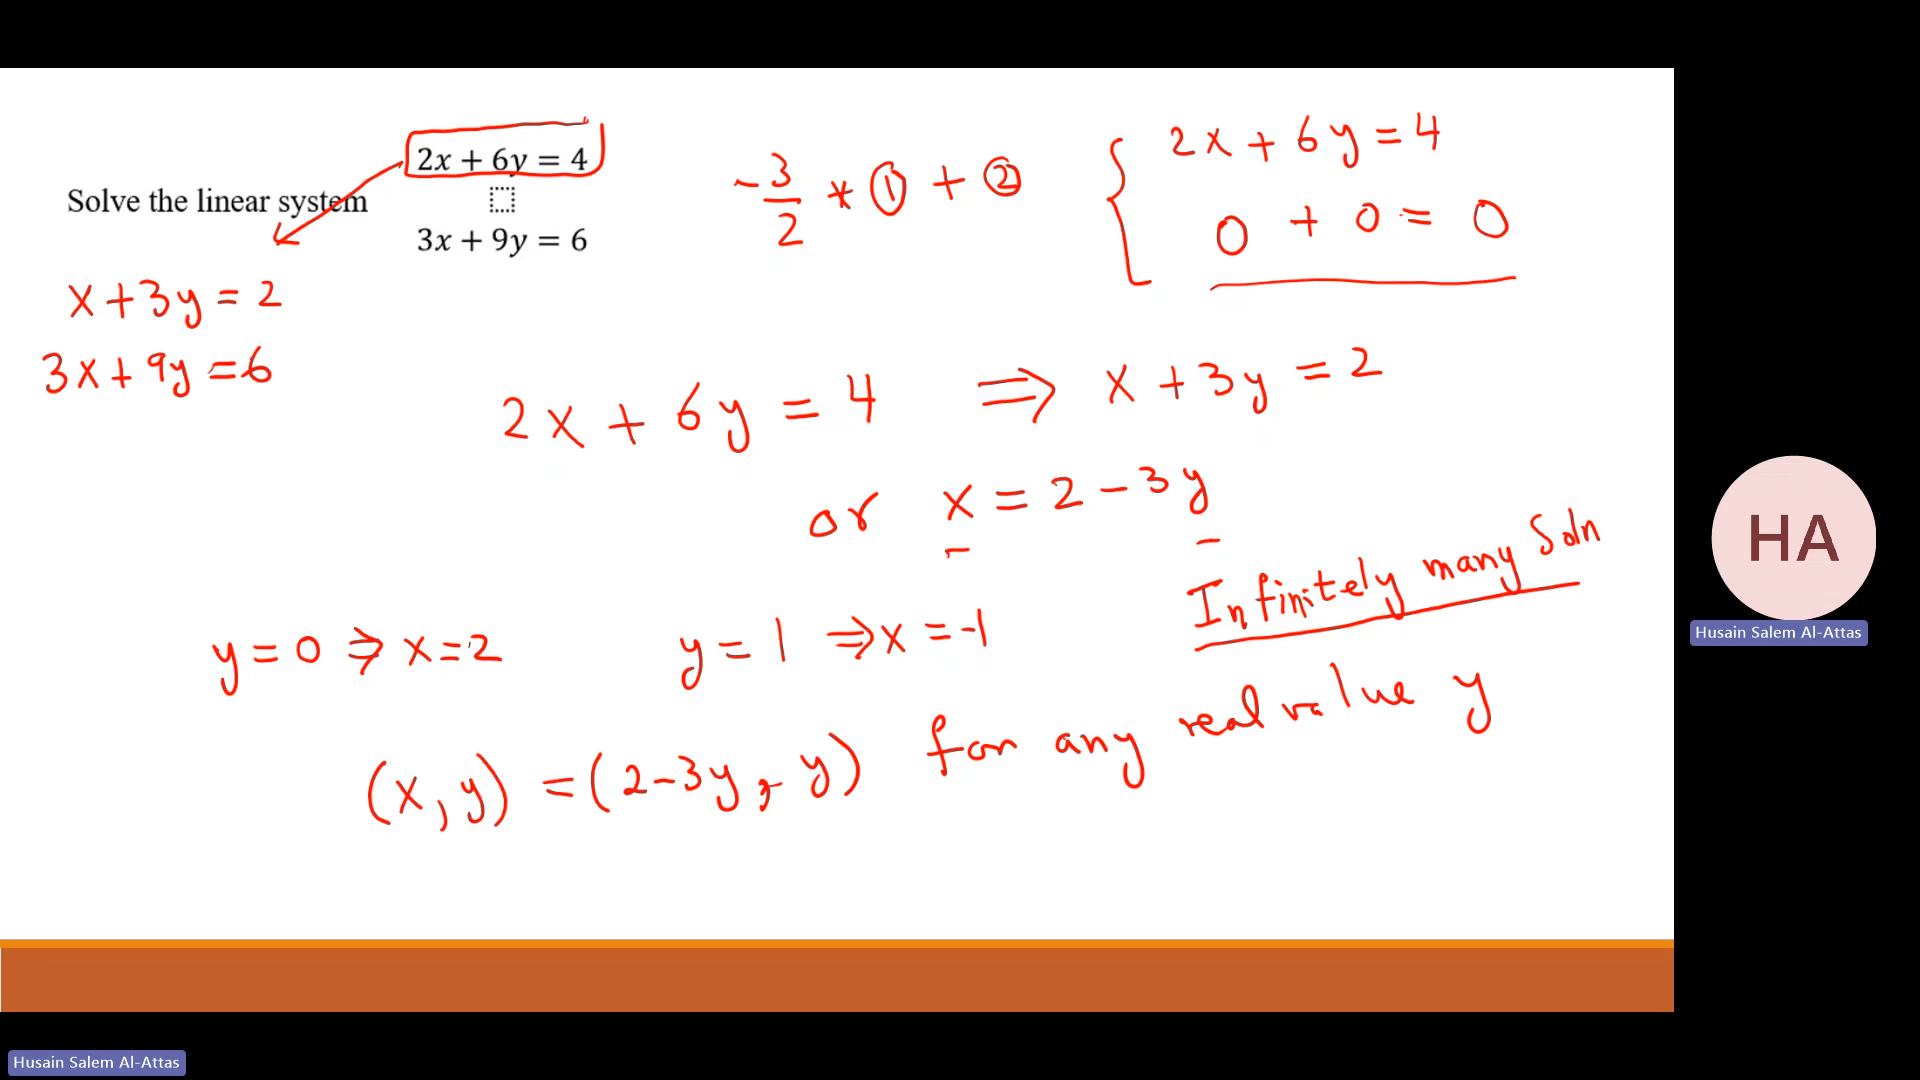 2x + 6y = 4
Solve the linear system
3x + 9y = 6
-3/2 * ① + ②
{ 2x + 6y = 4
0 + 0 = 0
x + 3y = 2
3x + 9y = 6
2x + 6y = 4 ⇒ x + 3y = 2
or x = 2 - 3y
Infinitely many Soln
y = 0 ⇒ x = 2 y = 1 ⇒ x = -1
(x, y) = (2 - 3y, y) for any real value y
HA
Husain Salem Al-Attas
Husain Salem Al-Attas